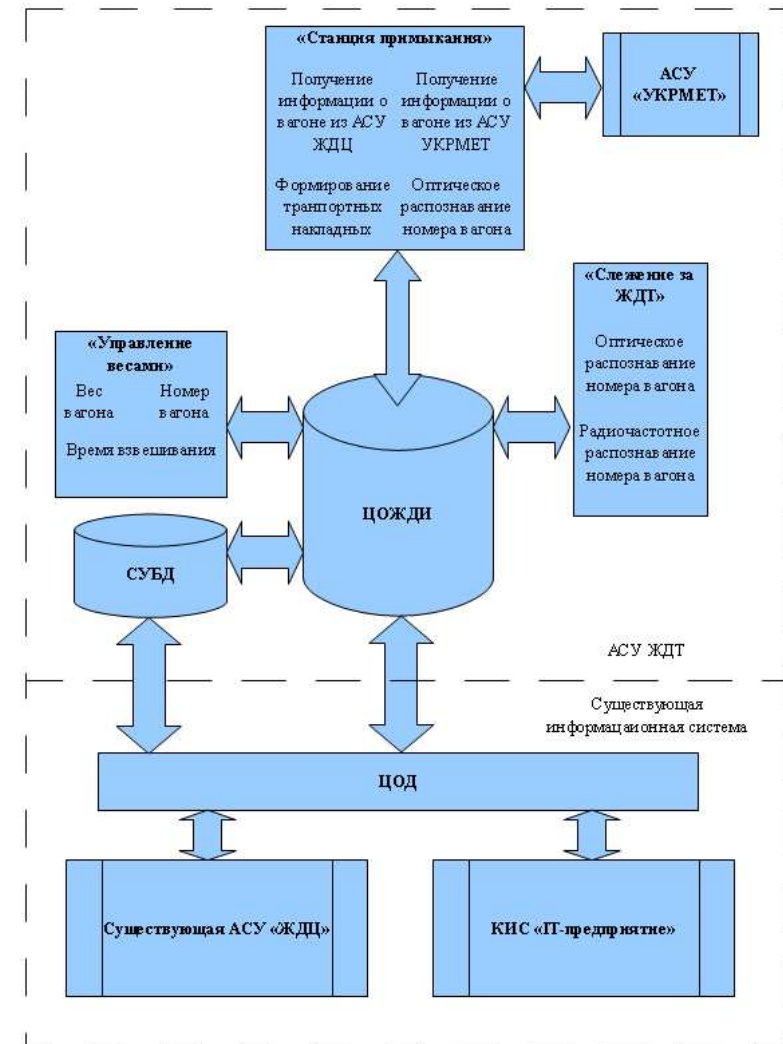 «Станция примыкания»
Получение
информации о
вагоне из АСУ
ЖДЦ
Получение
информации о
вагоне из АСУ
УКРМЕТ
Формирование
транпортных
накладных
Оптическое
распознавание
номера вагона
АСУ
«УКРМЕТ»
«Слежение за
ЖДТ»
Оптическое
распознавание
номера вагона
Радиочастотное
распознавание
номера вагона
«Управление
весами»
Вес
вагона
Номер
вагона
Время взвешивания
ЦОЖДИ
СУБД
АСУ ЖДТ
Существующая
информацаионная система
ЦОД
Существующая АСУ «ЖДЦ»
КИС «IT-предприятие»